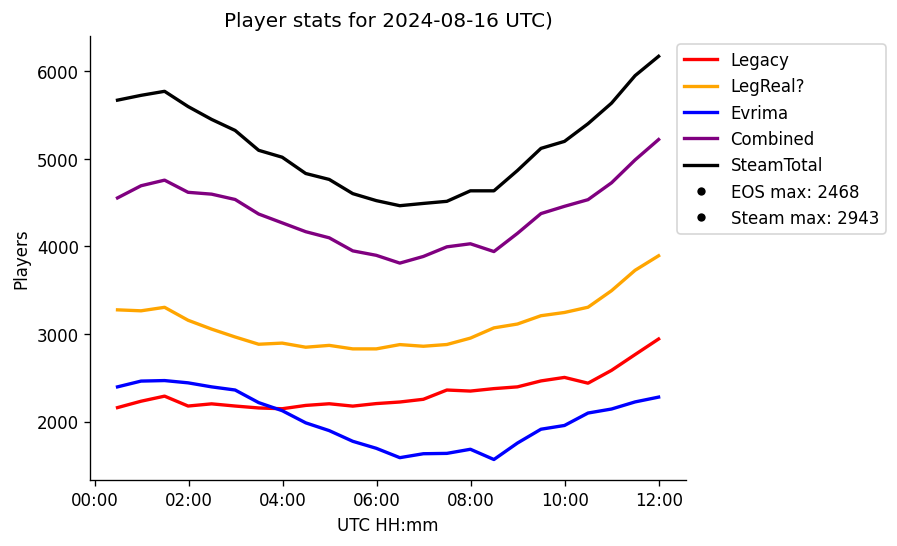 Player stats for 2024-08-16 UTC)
Players
6000
5000
4000
3000
2000
00:00 02:00 04:00 06:00 08:00 10:00 12:00
UTC HH:mm
Legacy
LegReal?
Evrima
Combined
SteamTotal
EOS max: 2468
Steam max: 2943